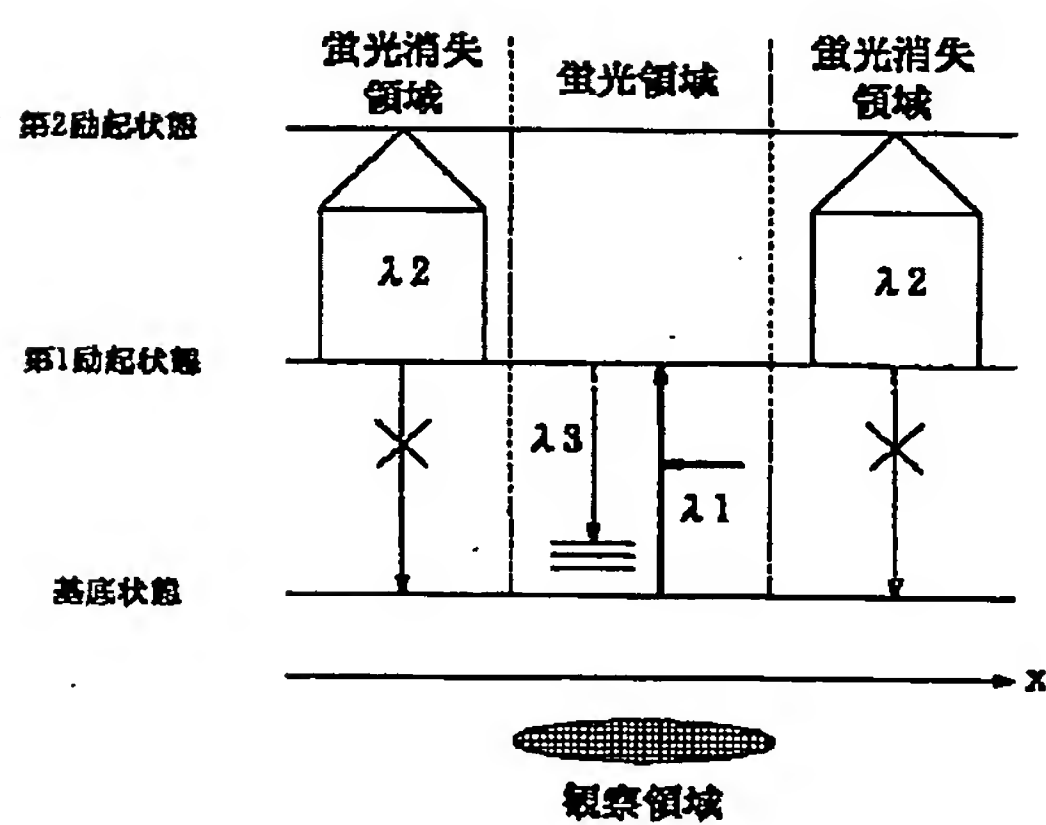 蛍光消失
領域
蛍光領域
蛍光消失
領域
第2励起状態
λ2
λ2
第1励起状態
λ3
λ1
基底状態
X
観察領域